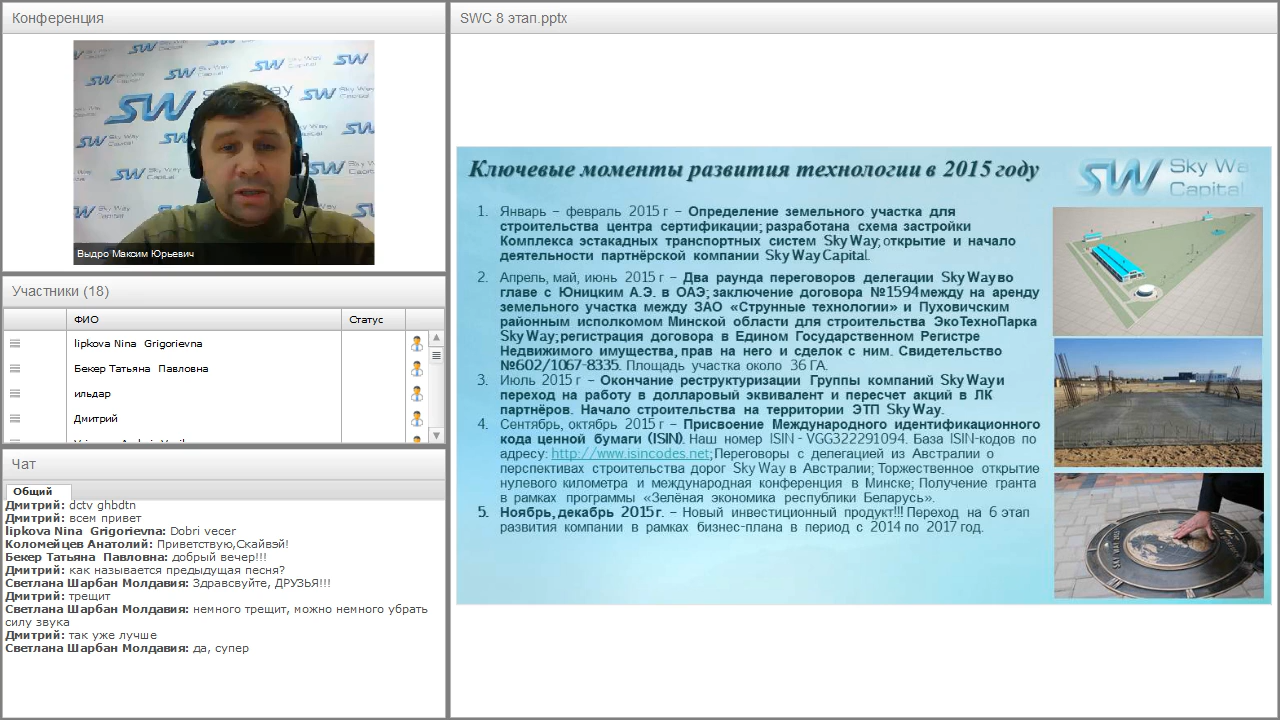 Конференция
SW Sky Way Capital
Выдро Максим Юрьевич
Участники (18)
ФИО Статус
lipkova Nina Grigorievna
Бекер Татьяна Павловна
ильдар
Дмитрий
Чат
Общий
Дмитрий: dctv ghbdtn
Дмитрий: всем привет
lipkova Nina Grigorievna: Dobri vecer
Коломейцев Анатолий: Приветствую,Скайвэй!
Бекер Татьяна Павловна: добрый вечер!!!
Дмитрий: как называется предыдущая песня?
Светлана Шарбан Молдавия: Здравсвуйте, ДРУЗЬЯ!!!
Дмитрий: трещит
Светлана Шарбан Молдавия: немного трещит, можно немного убрать
силу звука
Дмитрий: так уже лучше
Светлана Шарбан Молдавия: да, супер
SWC 8 этап.pptx
Ключевые моменты развития технологии в 2015 году
SW Sky Wa
Capital
1. Январь – февраль 2015 г – Определение земельного участка для
строительства центра сертификации; разработана схема застройки
Комплекса эстакадных транспортных систем Sky Way; открытие и начало
деятельности партнёрской компании Sky Way Capital.
2. Апрель, май, июнь 2015 г – Два раунда переговоров делегации Sky Way во
главе с Юницким А.Э. в ОАЭ; заключение договора №1594 между на аренду
земельного участка между ЗАО «Струнные технологии» и Пуховичским
районным исполкомом Минской области для строительства ЭкоТехноПарка
Sky Way; регистрация договора в Едином Государственном Регистре
Недвижимого имущества, прав на него и сделок с ним. Свидетельство
№602/1067-8335. Площадь участка около 36 ГА.
3. Июль 2015 г – Окончание реструктуризации Группы компаний Sky Way и
переход на работу в долларовый эквивалент и пересчет акций в ЛК
партнёров. Начало строительства на территории ЭТП Sky Way.
4. Сентябрь, октябрь 2015 г – Присвоение Международного идентификационного
кода ценной бумаги (ISIN). Наш номер ISIN - VGG322291094. База ISIN-кодов по
адресу: http://www.isincodes.net; Переговоры с делегацией из Австралии о
перспективах строительства дорог Sky Way в Австралии; Торжественное открытие
нулевого километра и международная конференция в Минске; Получение гранта
в рамках программы «Зелёная экономика республики Беларусь».
5. Ноябрь, декабрь 2015 г. – Новый инвестиционный продукт!!! Переход на 6 этап
развития компании в рамках бизнес-плана в период с 2014 по 2017 год.